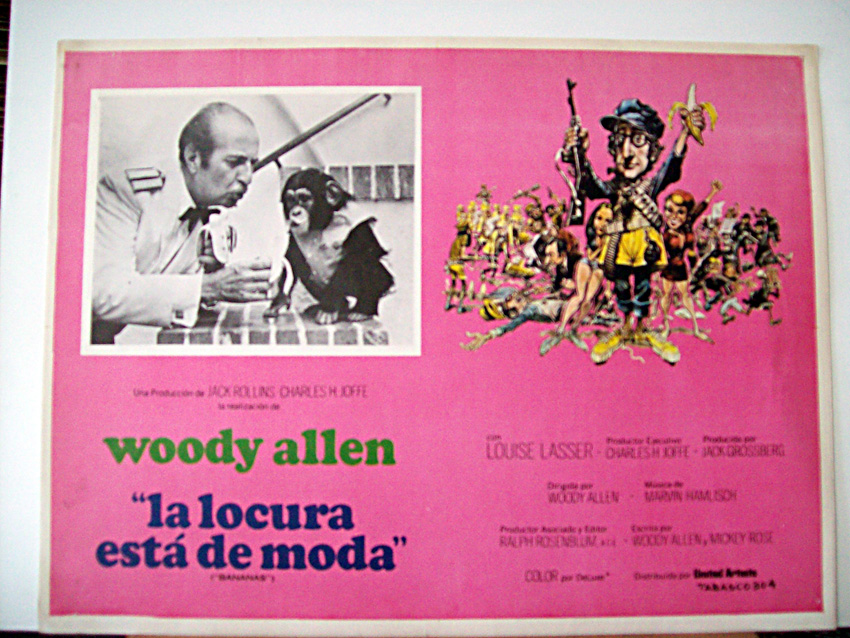 Una Producción de JACK ROLLINS CHARLES H. JOFFE
la realización de
woody allen
"la locura
está de moda"
("BANANAS")
con
LOUISE LASSER - Productor Ejecutivo CHARLES H. JOFFE - Producida por JACK GROSSBERG
Dirigida por WOODY ALLEN - Música de MARVIN HAMLISCH
Productor Asociado y Editor RALPH ROSENBLUM, a.c.e. - Escrita por WOODY ALLEN y MICKEY ROSE
COLOR por DeLuxe - Distribuida por United Artists
TABASCO 304